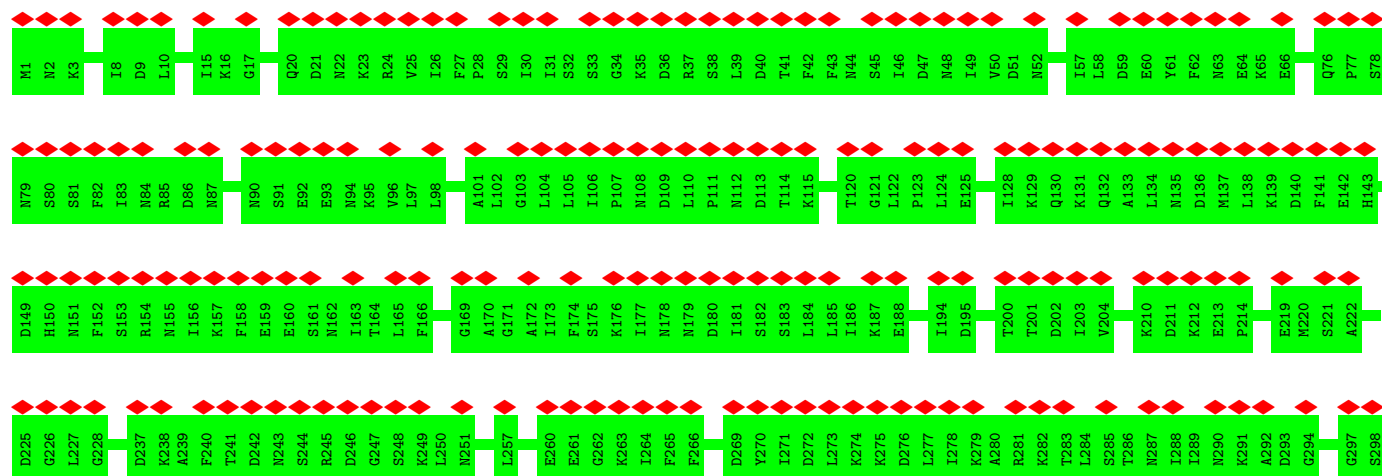 M1 N2 K3 I8 D9 L10 I15 K16 G17 Q20 D21 N22 K23 R24 V25 I26 F27 P28 S29 I30 I31 S32 S33 G34 K35 D36 R37 S38 L39 D40 T41 F42 F43 N44 S45 I46 D47 N48 I49 V50 D51 N52 I57 L58 D59 E60 Y61 F62 N63 E64 K65 E66 Q76 P77 S78
N79 S80 S81 F82 I83 N84 R85 D86 N87 N90 S91 E92 E93 N94 K95 V96 L97 L98 A101 L102 G103 L104 L105 I106 P107 N108 D109 L110 P111 N112 D113 T114 K115 T120 G121 L122 P123 L124 E125 I128 K129 Q130 K131 Q132 A133 L134 N135 D136 M137 L138 K139 D140 F141 E142 H143
D149 H150 N151 F152 S153 R154 N155 I156 K157 F158 E159 E160 S161 N162 I163 T164 L165 F166 G169 A170 G171 A172 I173 F174 S175 K176 I177 N178 N179 D180 I181 S182 S183 L184 L185 I186 K187 E188 I194 D195 T200 T201 D202 I203 V204 K210 D211 K212 E213 P214 E219 M220 S221 A222
D225 G226 L227 G228 D237 K238 A239 F240 T241 D242 N243 S244 R245 D246 G247 S248 K249 L250 N251 L257 E260 E261 G262 K263 I264 F265 F266 D269 Y270 I271 D272 L273 K274 K275 D276 L277 I278 K279 A280 R281 K282 T283 L284 S285 T286 N287 I288 I289 N290 K291 A292 D293 G294 G297 S298